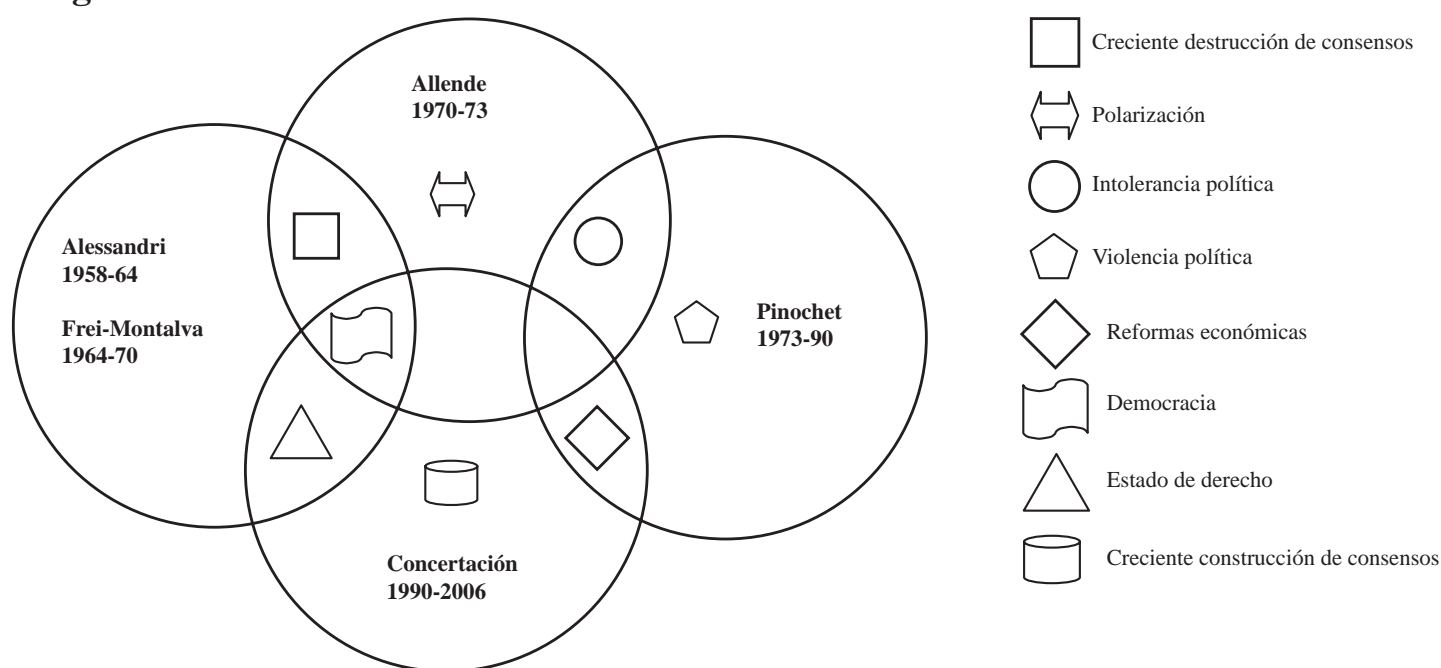 Allende
1970-73
Alessandri
1958-64
Frei-Montalva
1964-70
Pinochet
1973-90
Concertación
1990-2006
Creciente destrucción de consensos
Polarización
Intolerancia política
Violencia política
Reformas económicas
Democracia
Estado de derecho
Creciente construcción de consensos